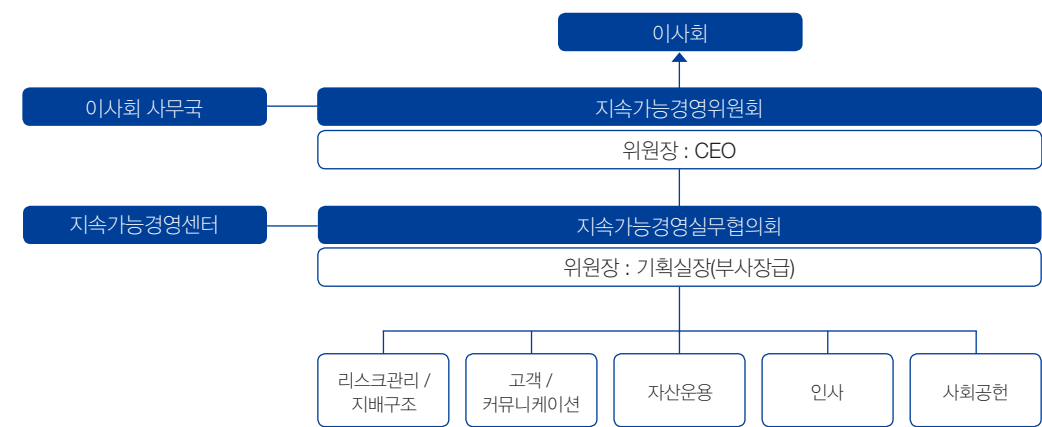 이사회
이사회 사무국
지속가능경영위원회
위원장 : CEO
지속가능경영센터
지속가능경영실무협의회
위원장 : 기획실장(부사장급)
리스크관리 /
지배구조
고객 /
커뮤니케이션
자산운용
인사
사회공헌